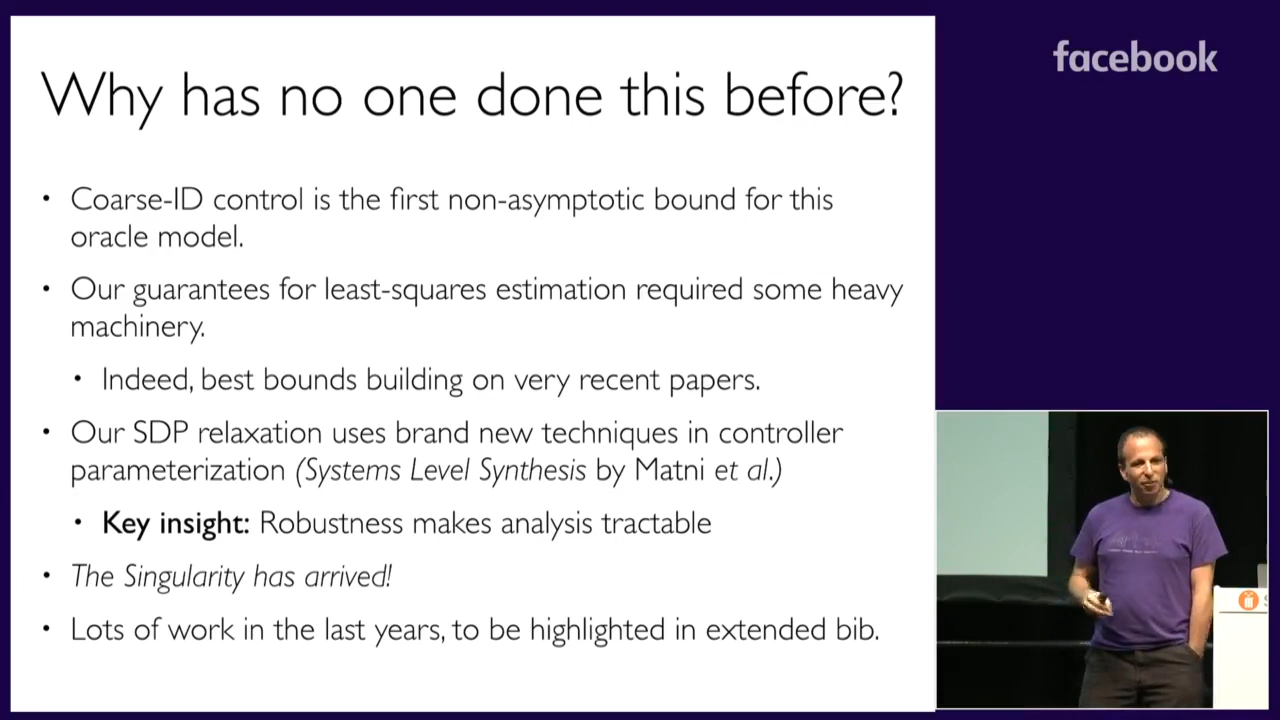 Why has no one done this before?
• Coarse-ID control is the first non-asymptotic bound for this
oracle model.
• Our guarantees for least-squares estimation required some heavy
machinery.
• Indeed, best bounds building on very recent papers.
• Our SDP relaxation uses brand new techniques in controller
parameterization (Systems Level Synthesis by Matni et al.)
• Key insight: Robustness makes analysis tractable
• The Singularity has arrived!
• Lots of work in the last years, to be highlighted in extended bib.
facebook